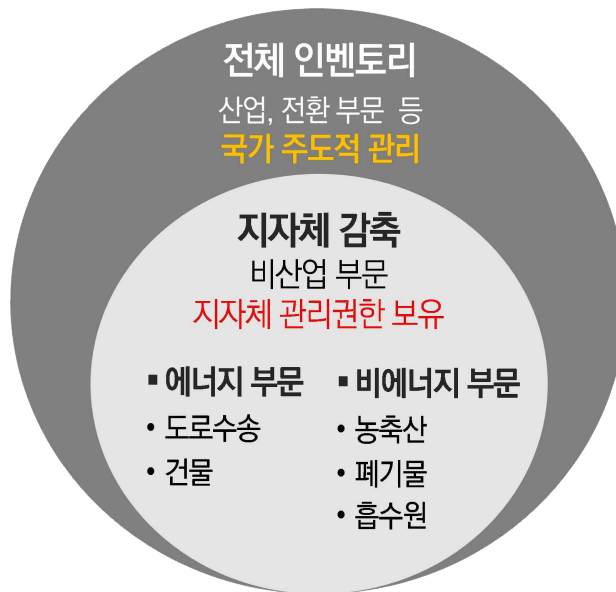 전체 인벤토리
산업, 전환 부문 등
국가 주도적 관리
지자체 감축
비산업 부문
지자체 관리권한 보유
▪ 에너지 부문
• 도로수송
• 건물
▪ 비에너지 부문
• 농축산
• 폐기물
• 흡수원